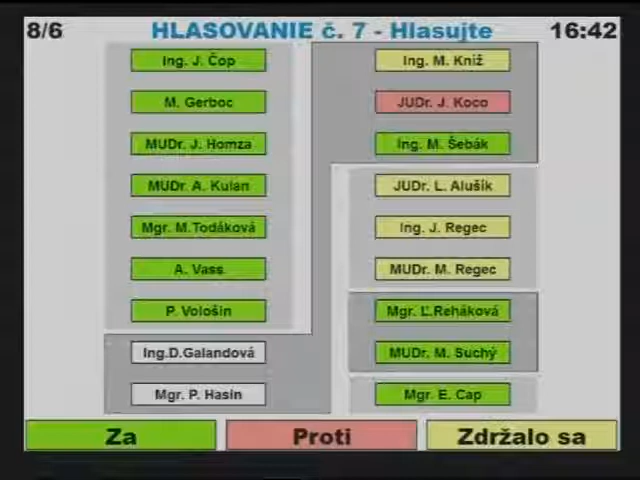 8/6 HLASOVANIE č. 7 - Hlasujte 16:42
Ing. J. Čop
M. Gerboc
MUDr. J. Homza
MUDr. A. Kulan
Mgr. M.Todáková
A. Vass
P. Vološin
Ing.D.Galandová
Mgr. P. Hasin
Ing. M. Kniž
JUDr. J. Koco
Ing. M. Šebák
JUDr. L. Alušik
Ing. J. Regec
MUDr. M. Regec
Mgr. Ľ.Reháková
MUDr. M. Suchý
Mgr. E. Cap
Za Proti Zdržalo sa